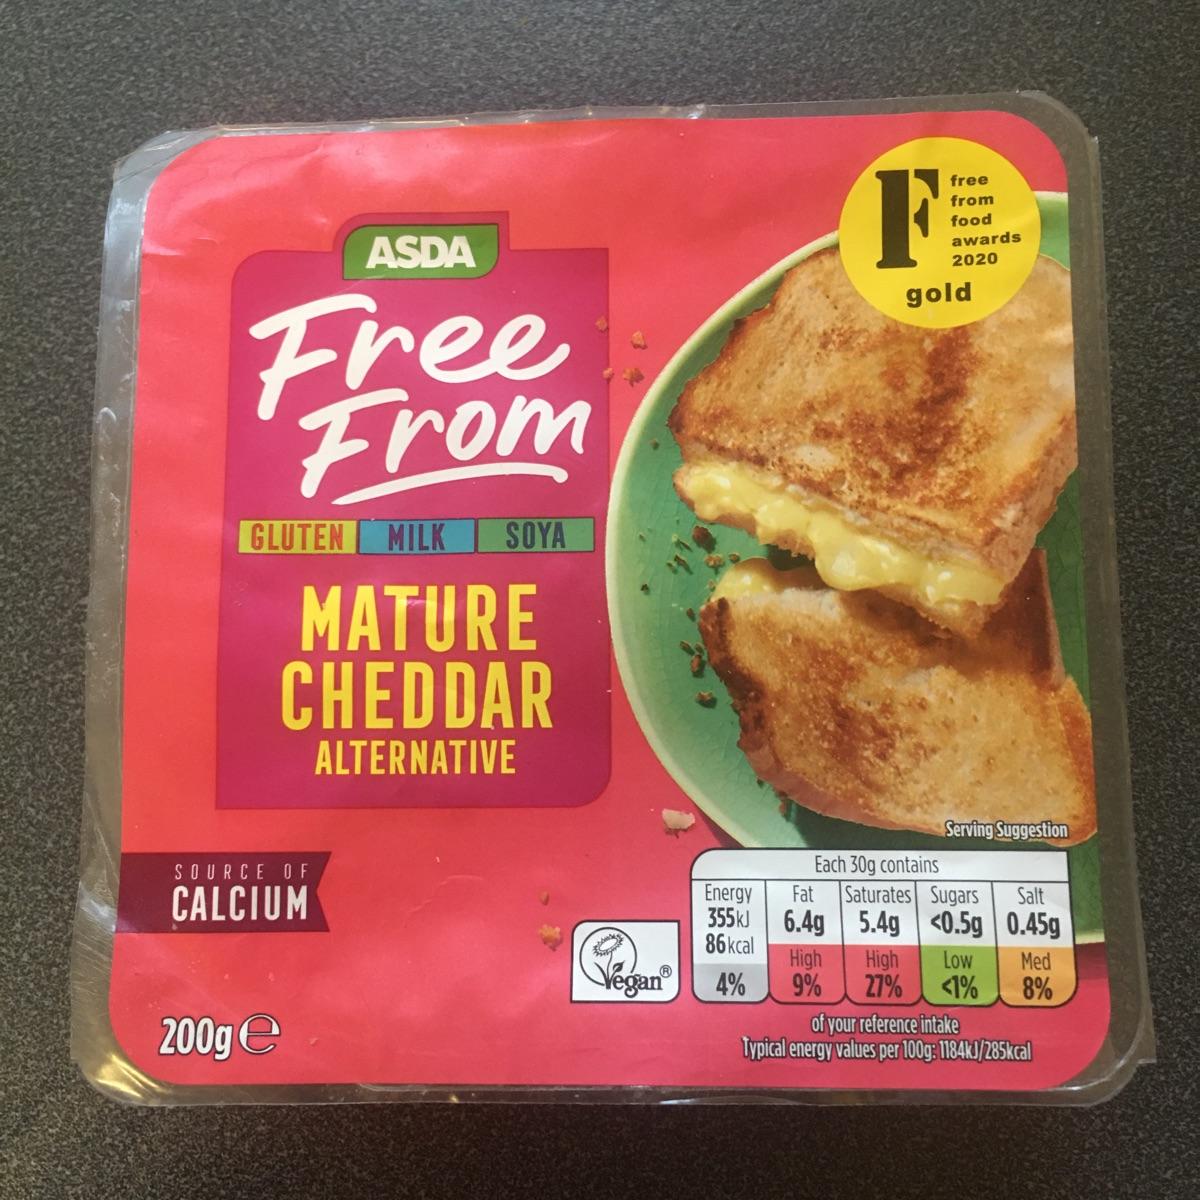 F
free
from
food
awards
2020
gold
ASDA
Free
From
GLUTEN MILK SOYA
MATURE
CHEDDAR
ALTERNATIVE
Serving Suggestion
SOURCE OF
CALCIUM
Vegan®
Each 30g contains
Energy Fat Saturates Sugars Salt
355kJ 6.4g 5.4g <0.5g 0.45g
86kcal
High High Low Med
4% 9% 27% <1% 8%
of your reference intake
Typical energy values per 100g: 1184kJ/285kcal
200g ℮